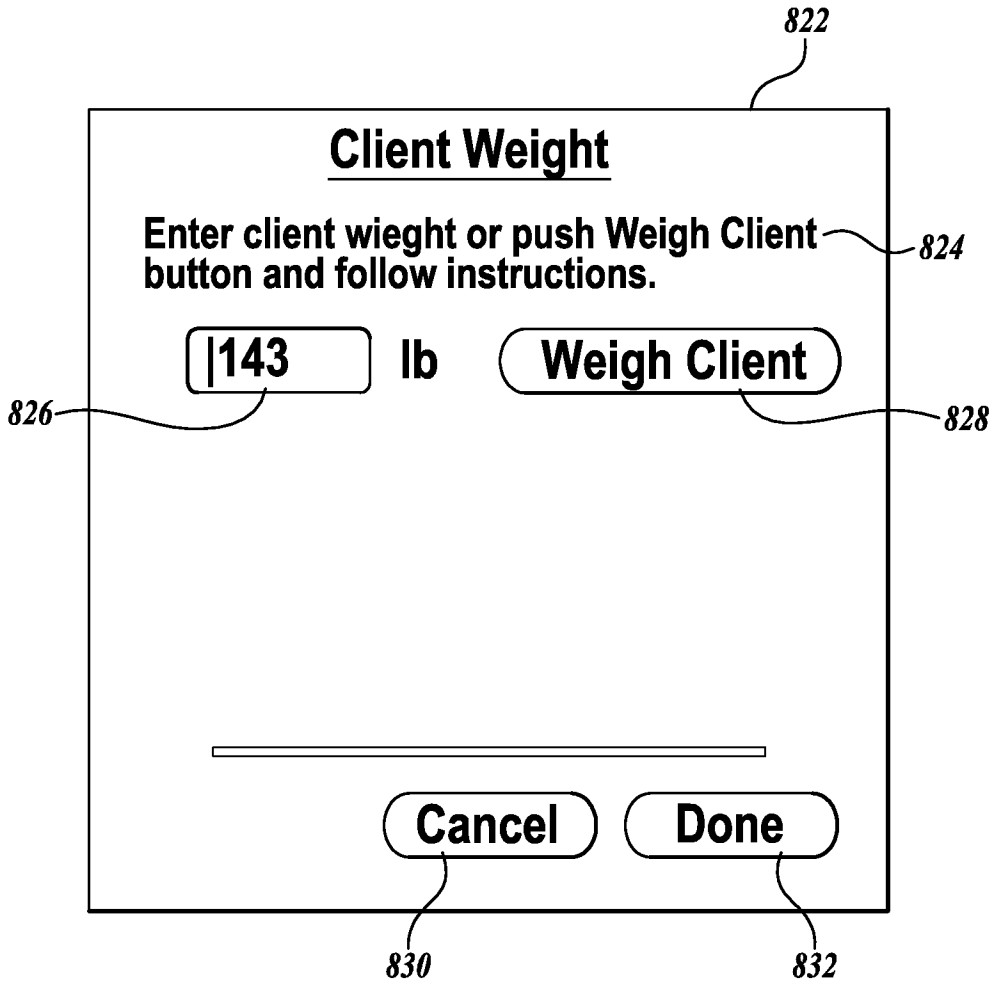 822
Client Weight
Enter client wieght or push Weigh Client
824
button and follow instructions.
143 lb Weigh Client
826
828
Cancel Done
830 832